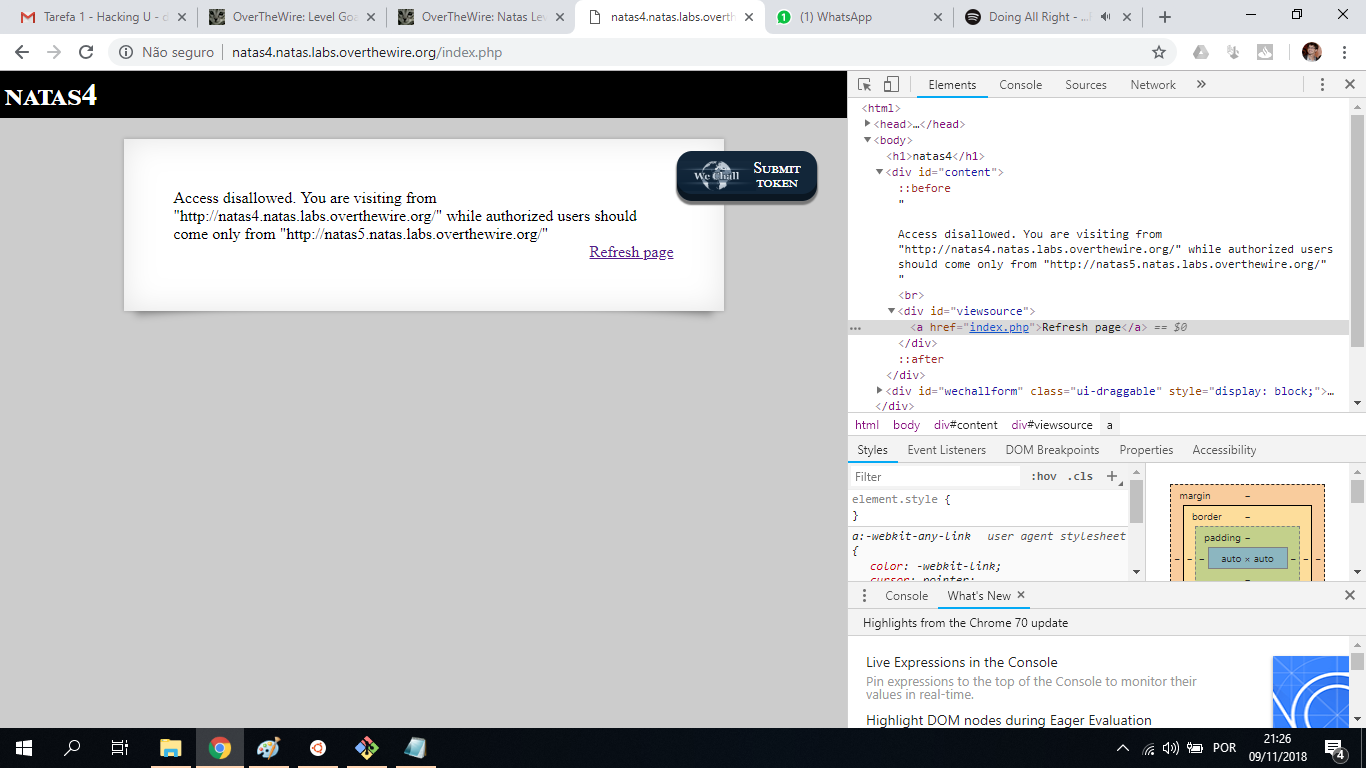 Tarefa 1 - Hacking U - d
OverTheWire: Level Goa
OverTheWire: Natas Lev
natas4.natas.labs.overth
(1) WhatsApp
Doing All Right - ...
Não seguro
natas4.natas.labs.overthewire.org/index.php
NATAS4
We Chall
SUBMIT
TOKEN
Access disallowed. You are visiting from
"http://natas4.natas.labs.overthewire.org/" while authorized users should
come only from "http://natas5.natas.labs.overthewire.org/"
Refresh page
Elements Console Sources Network »
<html>
<head>…</head>
<body>
<h1>natas4</h1>
<div id="content">
::before
"
Access disallowed. You are visiting from
"http://natas4.natas.labs.overthewire.org/" while authorized users
should come only from "http://natas5.natas.labs.overthewire.org/"
"
<br>
<div id="viewsource">
… <a href="index.php">Refresh page</a> == $0
</div>
::after
</div>
<div id="wechallform" class="ui-draggable" style="display: block;">…
</div>
html body div#content div#viewsource a
Styles Event Listeners DOM Breakpoints Properties Accessibility
Filter :hov .cls +
element.style {
}
a:-webkit-any-link user agent stylesheet
{
color: -webkit-link;
cursor: pointer;
margin –
border –
padding –
– – – auto × auto – – –
–
Console What's New ×
Highlights from the Chrome 70 update
Live Expressions in the Console
Pin expressions to the top of the Console to monitor their
values in real-time.
Highlight DOM nodes during Eager Evaluation
POR
21:26
09/11/2018
4